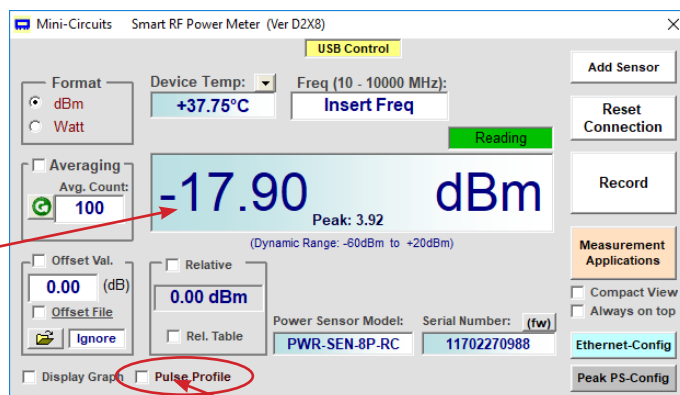 Mini-Circuits Smart RF Power Meter (Ver D2X8)
USB Control
Format
dBm
Watt
Device Temp:
+37.75°C
Freq (10 - 10000 MHz):
Insert Freq
Add Sensor
Reset
Connection
Reading
Averaging
Avg. Count:
100
-17.90 dBm
Peak: 3.92
(Dynamic Range: -60dBm to +20dBm)
Record
Offset Val.
0.00 (dB)
Offset File
Ignore
Relative
0.00 dBm
Rel. Table
Power Sensor Model:
PWR-SEN-8P-RC
Serial Number: (fw)
11702270988
Measurement
Applications
Compact View
Always on top
Ethernet-Config
Display Graph
Pulse Profile
Peak PS-Config